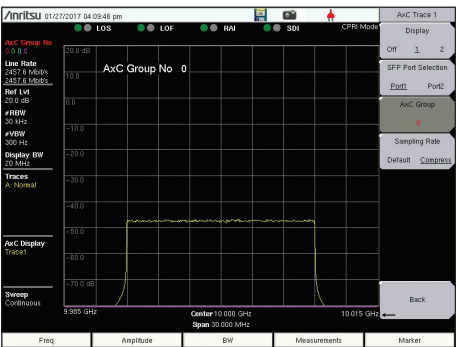 Anritsu 01/27/2017 04:09:46 pm
LOS LOF RAI SDI CPRI Mode
AxC Group No
0 0 0 0
Line Rate
2457.6 Mbit/s
2457.6 Mbit/s
Ref Lvl
20.0 dB
#RBW
30 kHz
#VBW
300 Hz
Display BW
20 MHz
Traces
A: Normal
AxC Display
Trace1
Sweep
Continuous
20.0 dB
AxC Group No 0
10.0
0.0
-10.0
-20.0
-30.0
-40.0
-50.0
-60.0
-70.0 dB
9.985 GHz
Center 10.000 GHz
10.015 GHz
Span 30.000 MHz
AxC Trace 1
Display
Off 1 2
SFP Port Selection
Port1 Port2
AxC Group
0
Sampling Rate
Default Compress
Back
Freq
Amplitude
BW
Measurements
Marker